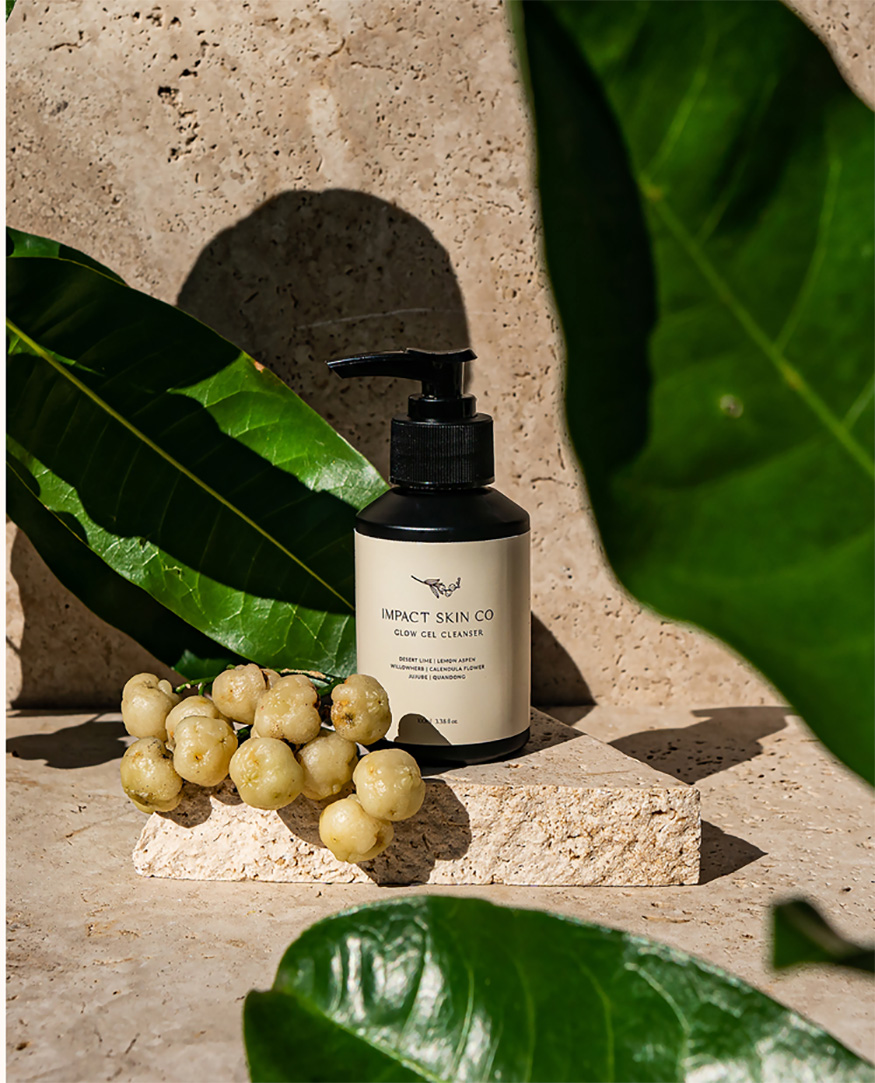 IMPACT SKIN CO
GLOW GEL CLEANSER
DESERT LIME | LEMON ASPEN
WILLOWHERB | CALENDULA FLOWER
JUJUBE | QUANDONG
3.38 fl oz